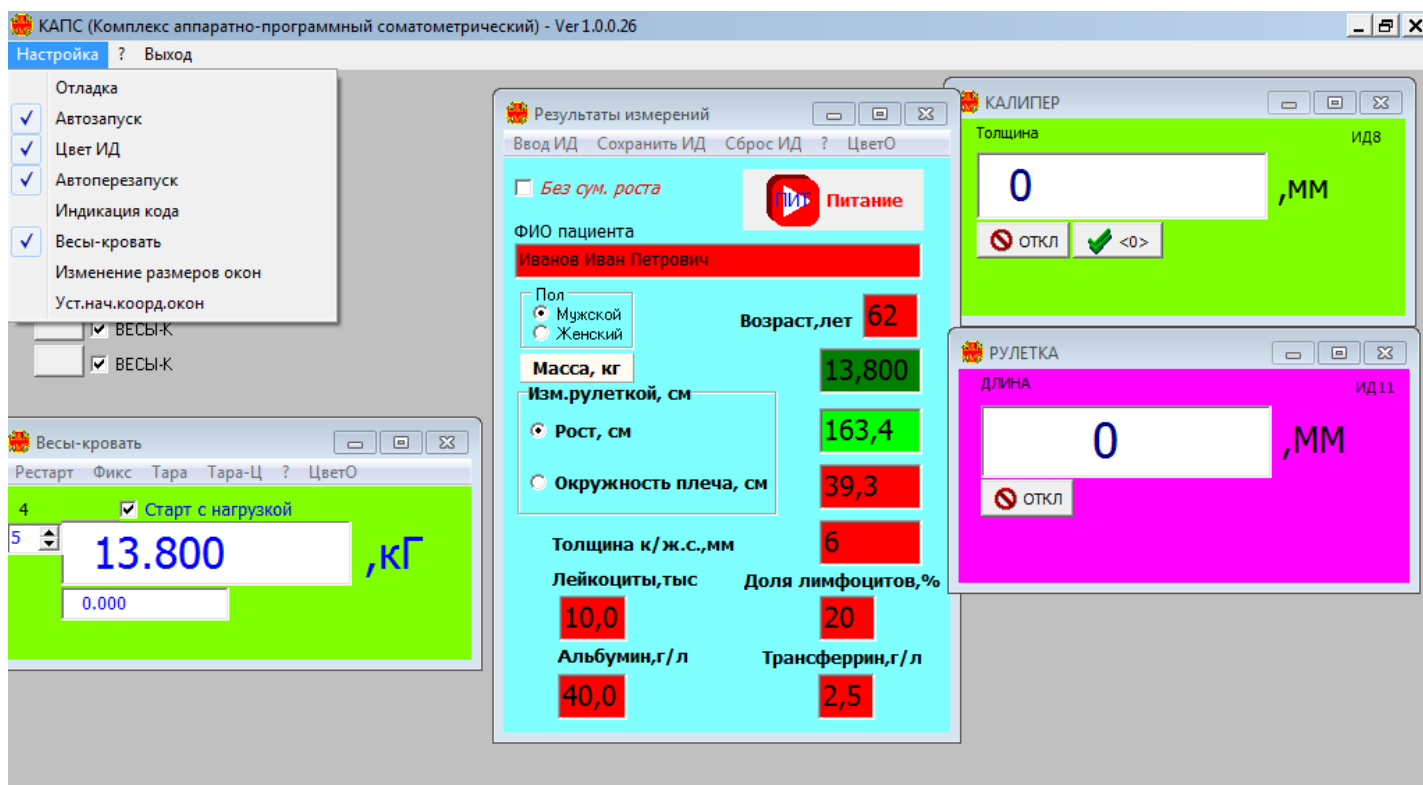 КАПС (Комплекс аппаратно-программный соматометрический) - Ver 1.0.0.26
Настройка ? Выход
Отладка
Автозапуск
Цвет ИД
Автоперезапуск
Индикация кода
Весы-кровать
Изменение размеров окон
Уст.нач.коорд.окон
ВЕСЫ-К
ВЕСЫ-К
Весы-кровать
Рестарт Фикс Тара Тара-Ц ? ЦветО
4 Старт с нагрузкой
5 13.800 ,кГ
0.000
Результаты измерений
Ввод ИД Сохранить ИД Сброс ИД ? ЦветО
Без сум. роста
ПИТ Питание
ФИО пациента
Иванов Иван Петрович
Пол
Мужской
Женский
Возраст,лет 62
Масса, кг 13,800
Изм.рулеткой, см
Рост, см 163,4
Окружность плеча, см 39,3
Толщина к/ж.с.,мм 6
Лейкоциты,тыс Доля лимфоцитов,%
10,0 20
Альбумин,г/л Трансферрин,г/л
40,0 2,5
КАЛИПЕР
Толщина ИД8
0 ,мм
ОТКЛ <0>
РУЛЕТКА
ДЛИНА ИД11
0 ,ММ
ОТКЛ